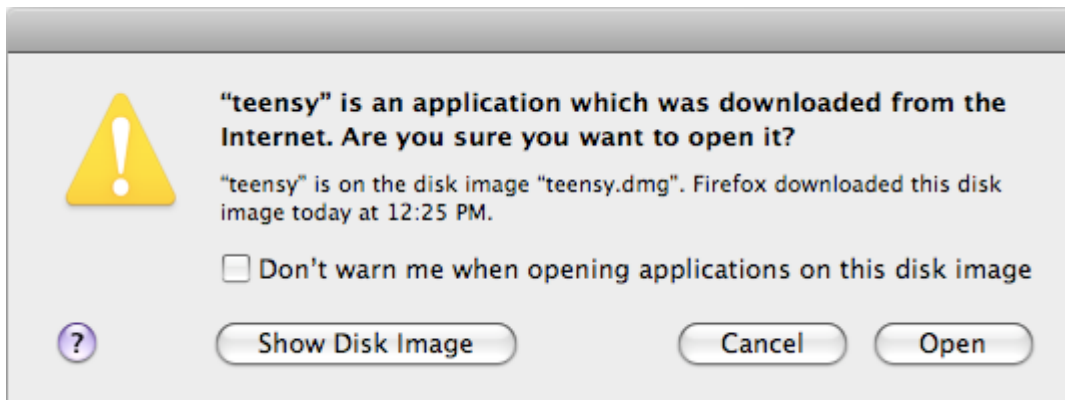 “teensy” is an application which was downloaded from the
Internet. Are you sure you want to open it?
“teensy” is on the disk image “teensy.dmg”. Firefox downloaded this disk
image today at 12:25 PM.
Don’t warn me when opening applications on this disk image
?
Show Disk Image
Cancel
Open